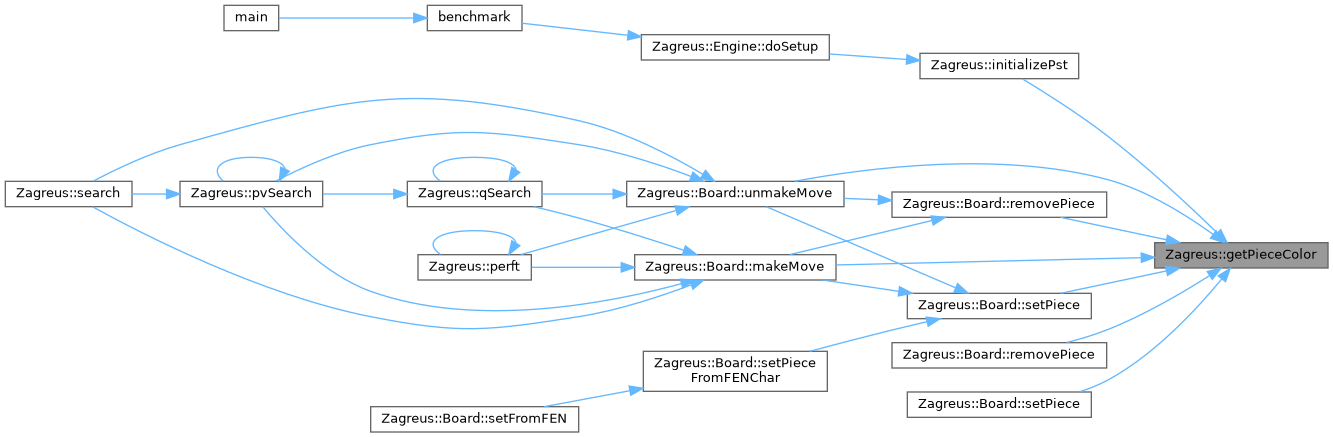 main
benchmark
Zagreus::Engine::doSetup
Zagreus::initializePst
Zagreus::search
Zagreus::pvSearch
Zagreus::qSearch
Zagreus::Board::unmakeMove
Zagreus::Board::removePiece
Zagreus::getPieceColor
Zagreus::perft
Zagreus::Board::makeMove
Zagreus::Board::setPiece
Zagreus::Board::removePiece
Zagreus::Board::setPiece
FromFENChar
Zagreus::Board::setPiece
Zagreus::Board::setFromFEN